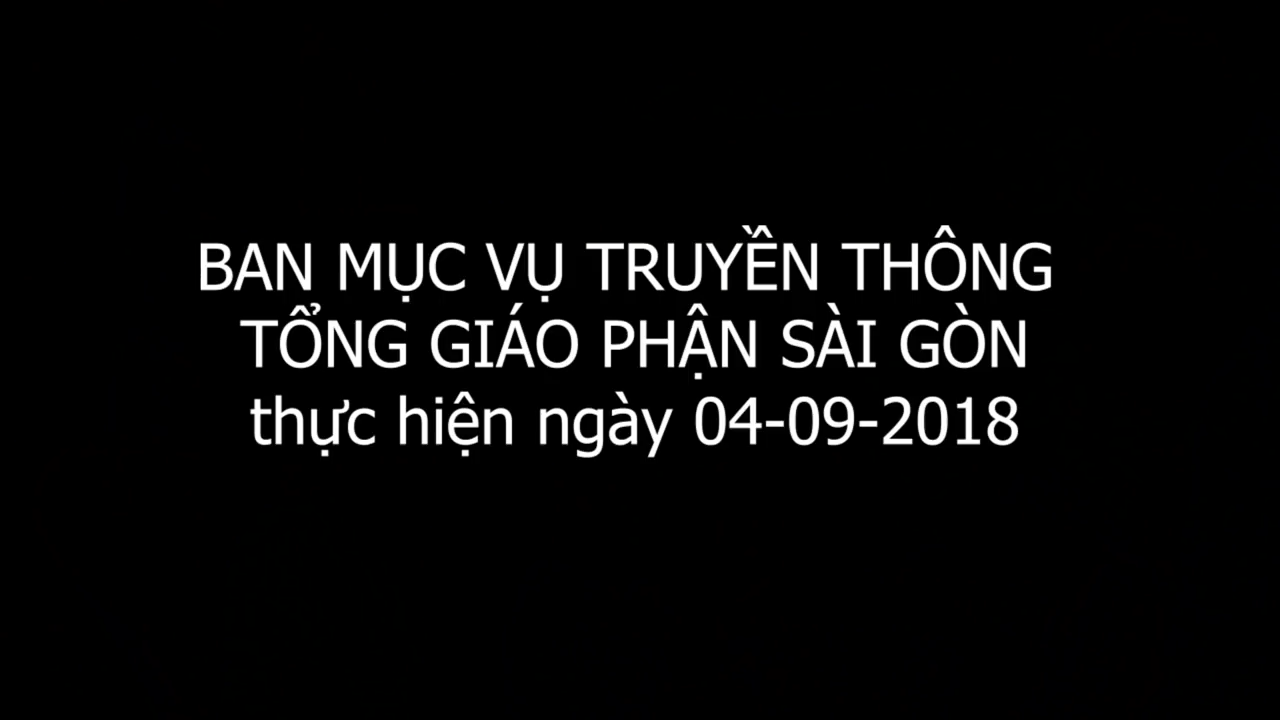 BAN MỤC VỤ TRUYỀN THÔNG
TỔNG GIÁO PHẬN SÀI GÒN
thực hiện ngày 04-09-2018